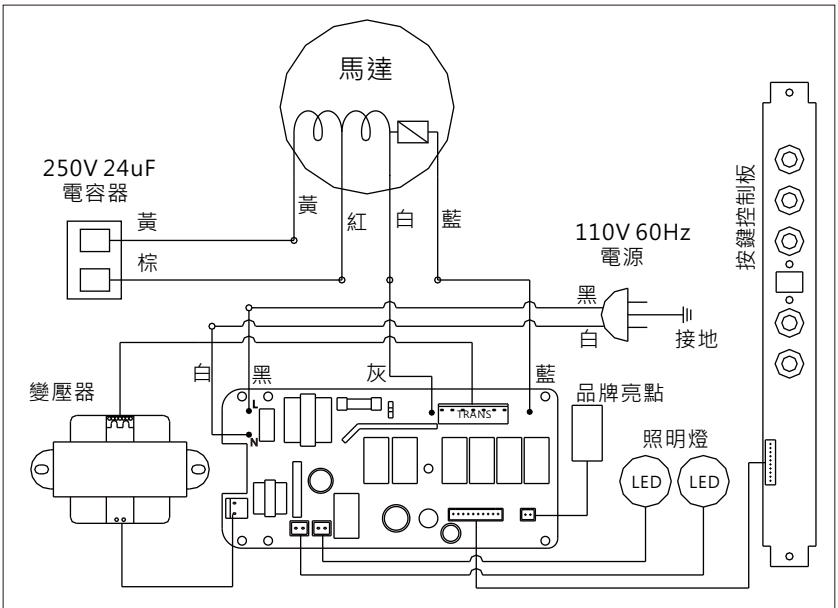 馬達
250V 24uF
電容器
黃
棕
黃
紅
白
藍
110V 60Hz
電源
黑
白
接地
按鍵控制板
白
黑
灰
藍
變壓器
L
N
TRANS
品牌亮點
照明燈
LED
LED